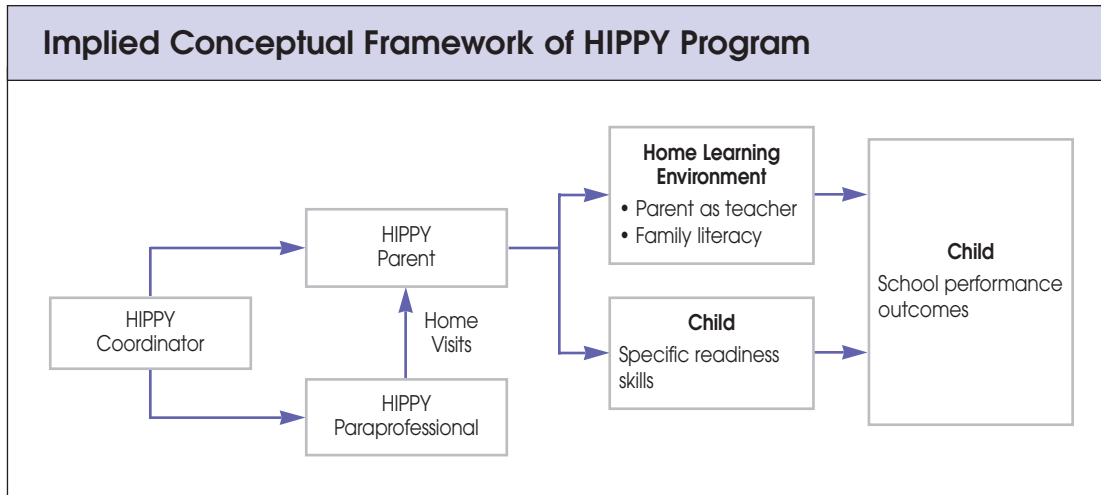 Implied Conceptual Framework of HIPPY Program
HIPPY
Coordinator
HIPPY
Parent
Home
Visits
HIPPY
Paraprofessional
Home Learning
Environment
• Parent as teacher
• Family literacy
Child
Specific readiness
skills
Child
School performance
outcomes